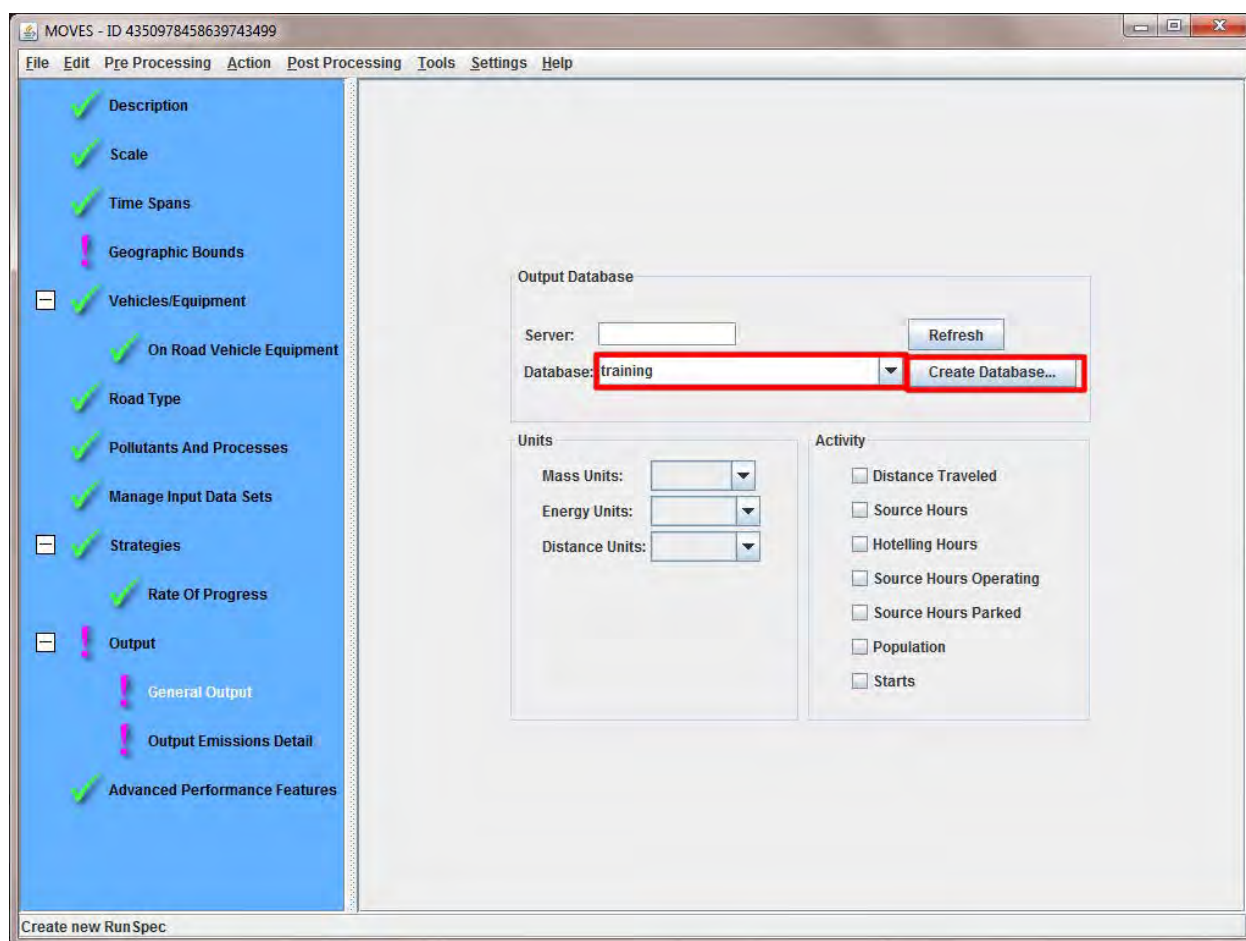 MOVES - ID 4350978458639743499
File Edit Pre Processing Action Post Processing Tools Settings Help
Description
Scale
Time Spans
Geographic Bounds
Vehicles/Equipment
On Road Vehicle Equipment
Road Type
Pollutants And Processes
Manage Input Data Sets
Strategies
Rate Of Progress
Output
General Output
Output Emissions Detail
Advanced Performance Features
Output Database
Server:
Refresh
Database: training
Create Database...
Units
Mass Units:
Energy Units:
Distance Units:
Activity
Distance Traveled
Source Hours
Hotelling Hours
Source Hours Operating
Source Hours Parked
Population
Starts
Create new RunSpec